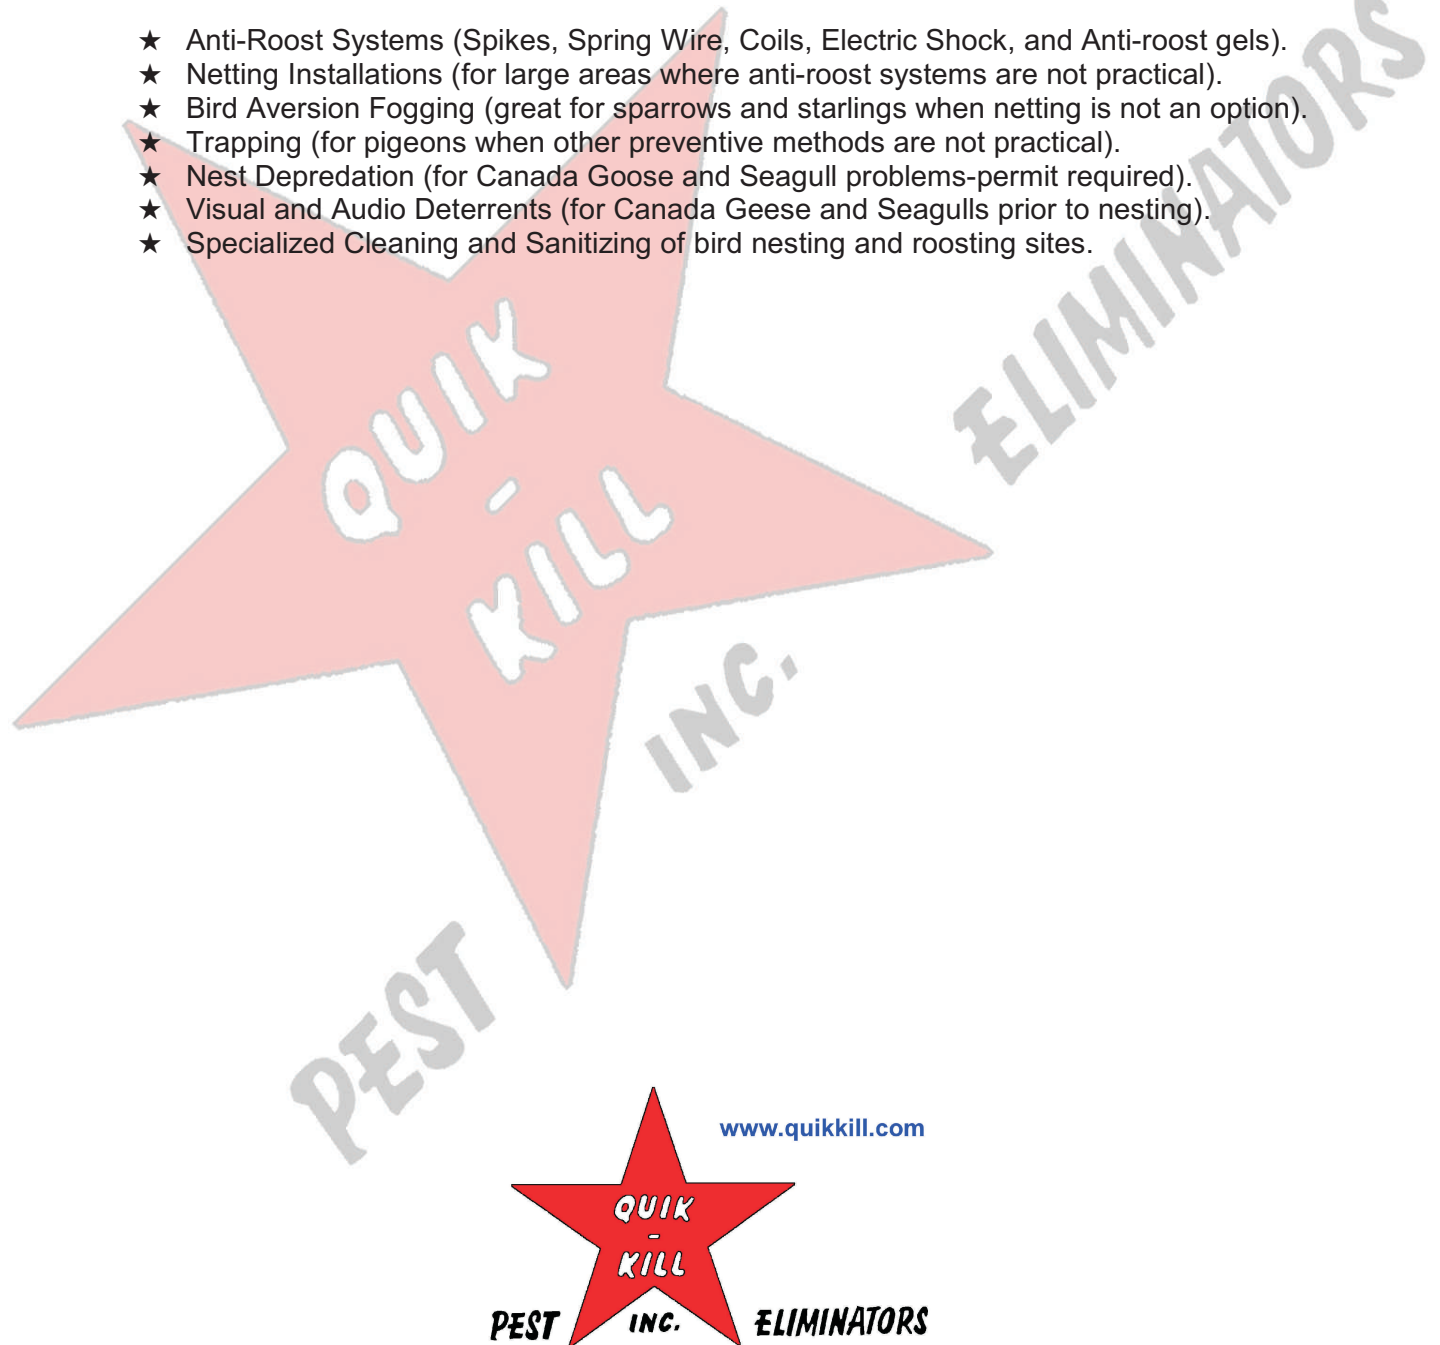 ★ Anti-Roost Systems (Spikes, Spring Wire, Coils, Electric Shock, and Anti-roost gels).
★ Netting Installations (for large areas where anti-roost systems are not practical).
★ Bird Aversion Fogging (great for sparrows and starlings when netting is not an option).
★ Trapping (for pigeons when other preventive methods are not practical).
★ Nest Depredation (for Canada Goose and Seagull problems-permit required).
★ Visual and Audio Deterrents (for Canada Geese and Seagulls prior to nesting).
★ Specialized Cleaning and Sanitizing of bird nesting and roosting sites.
QUIK
-
KILL
PEST INC. ELIMINATORS
www.quikkill.com
QUIK
-
KILL
PEST INC. ELIMINATORS